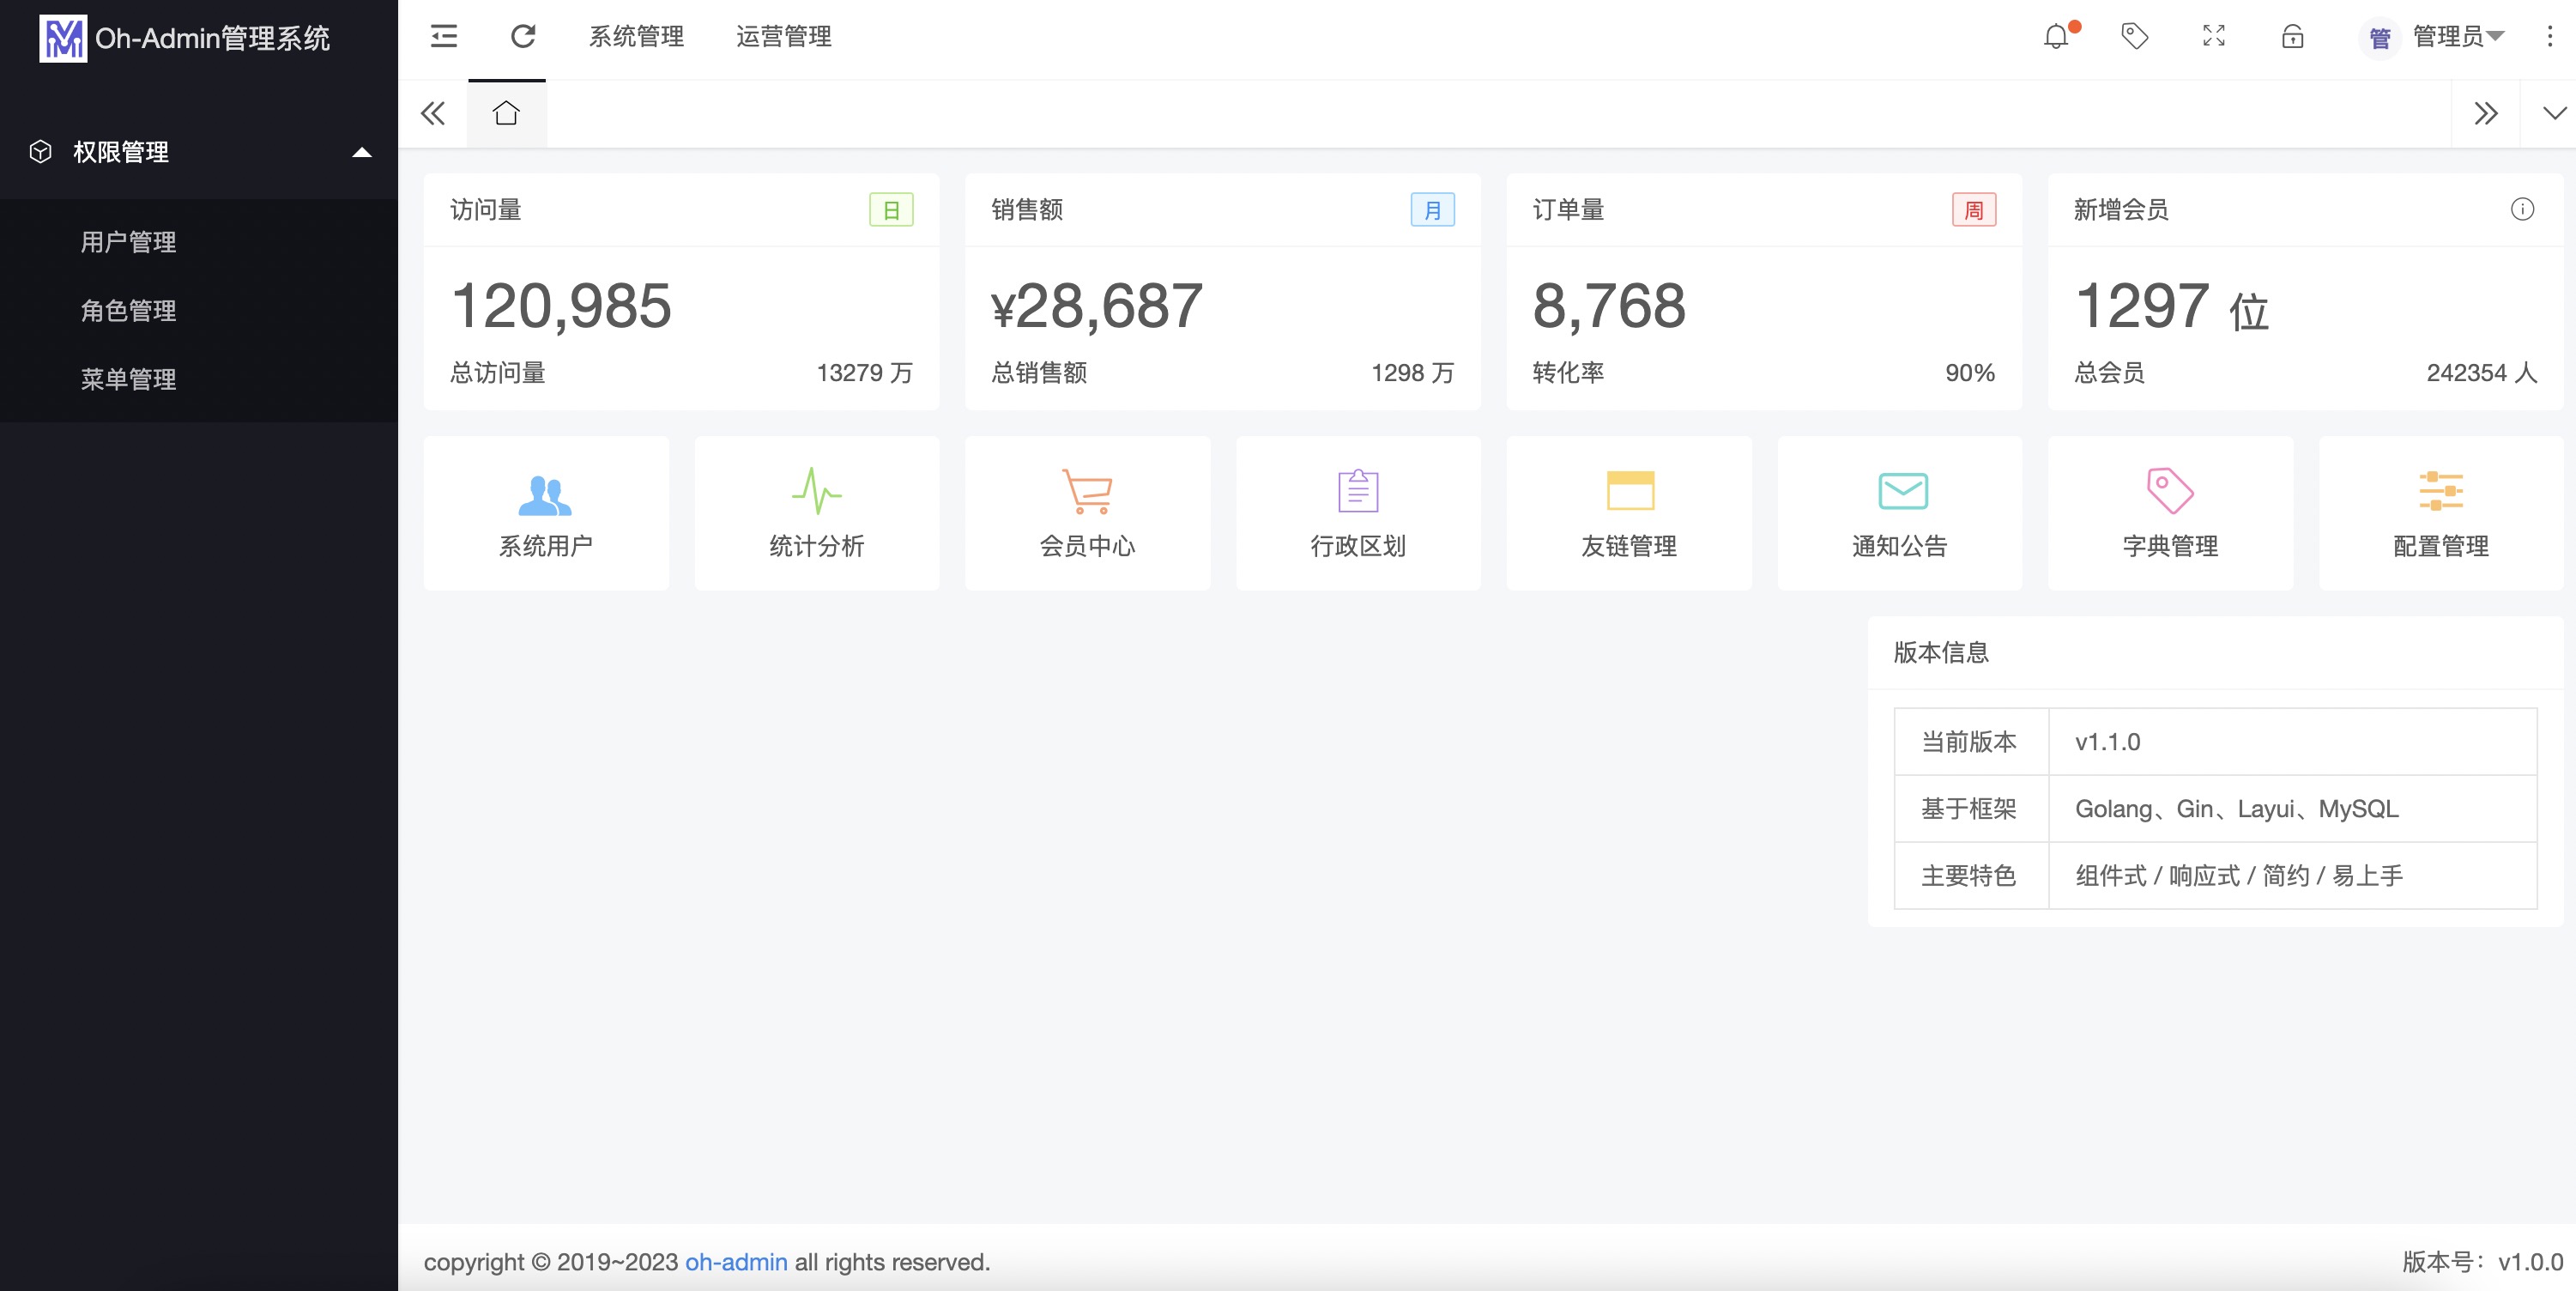 Oh-Admin管理系统
系统管理 运营管理 管 管理员
权限管理
用户管理
角色管理
菜单管理
访问量 日
120,985
总访问量 13279 万
销售额 月
¥28,687
总销售额 1298 万
订单量 周
8,768
转化率 90%
新增会员
1297 位
总会员 242354 人
系统用户
统计分析
会员中心
行政区划
友链管理
通知公告
字典管理
配置管理
版本信息
当前版本 v1.1.0
基于框架 Golang、Gin、Layui、MySQL
主要特色 组件式 / 响应式 / 简约 / 易上手
copyright © 2019~2023 oh-admin all rights reserved.
版本号：v1.0.0